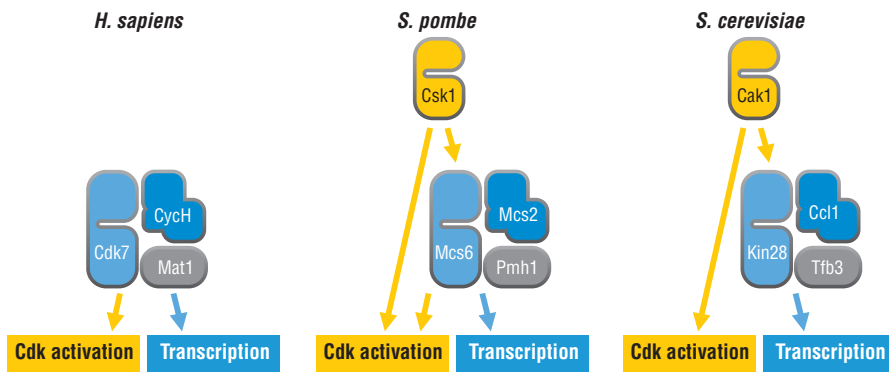 H. sapiens
S. pombe
S. cerevisiae
Csk1
Cak1
CycH
Cdk7
Mat1
Mcs2
Mcs6
Pmh1
Ccl1
Kin28
Tfb3
Cdk activation
Transcription
Cdk activation
Transcription
Cdk activation
Transcription